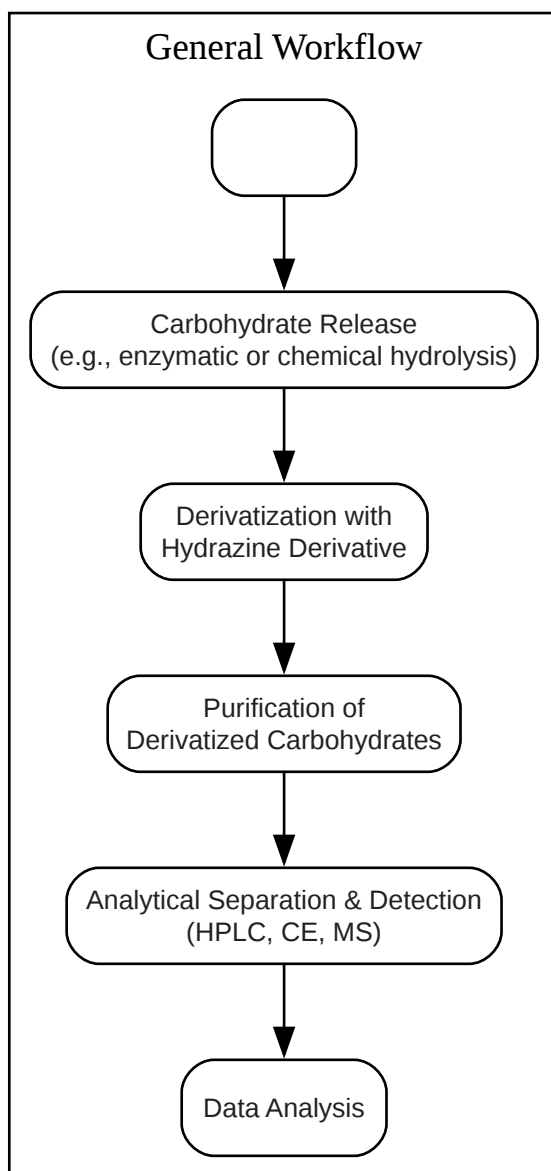 General Workflow
Carbohydrate Release
(e.g., enzymatic or chemical hydrolysis)
Derivatization with
Hydrazine Derivative
Purification of
Derivatized Carbohydrates
Analytical Separation & Detection
(HPLC, CE, MS)
Data Analysis